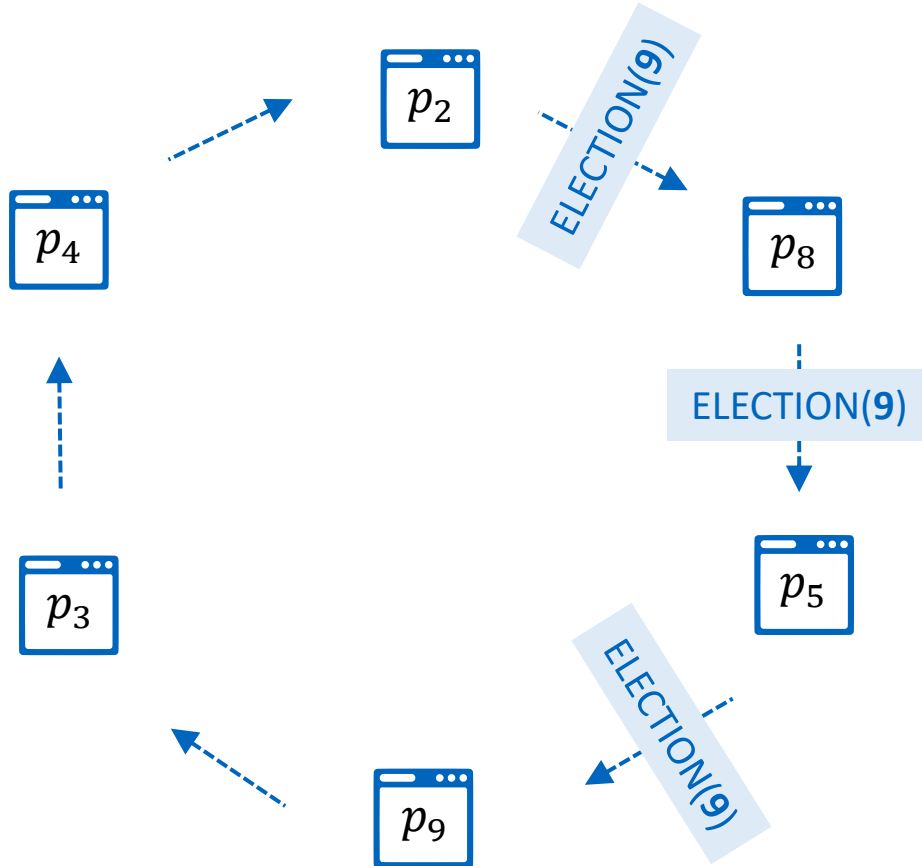 p₂
ELECTION(9)
p₄
p₈
ELECTION(9)
p₃
p₅
ELECTION(9)
p₉